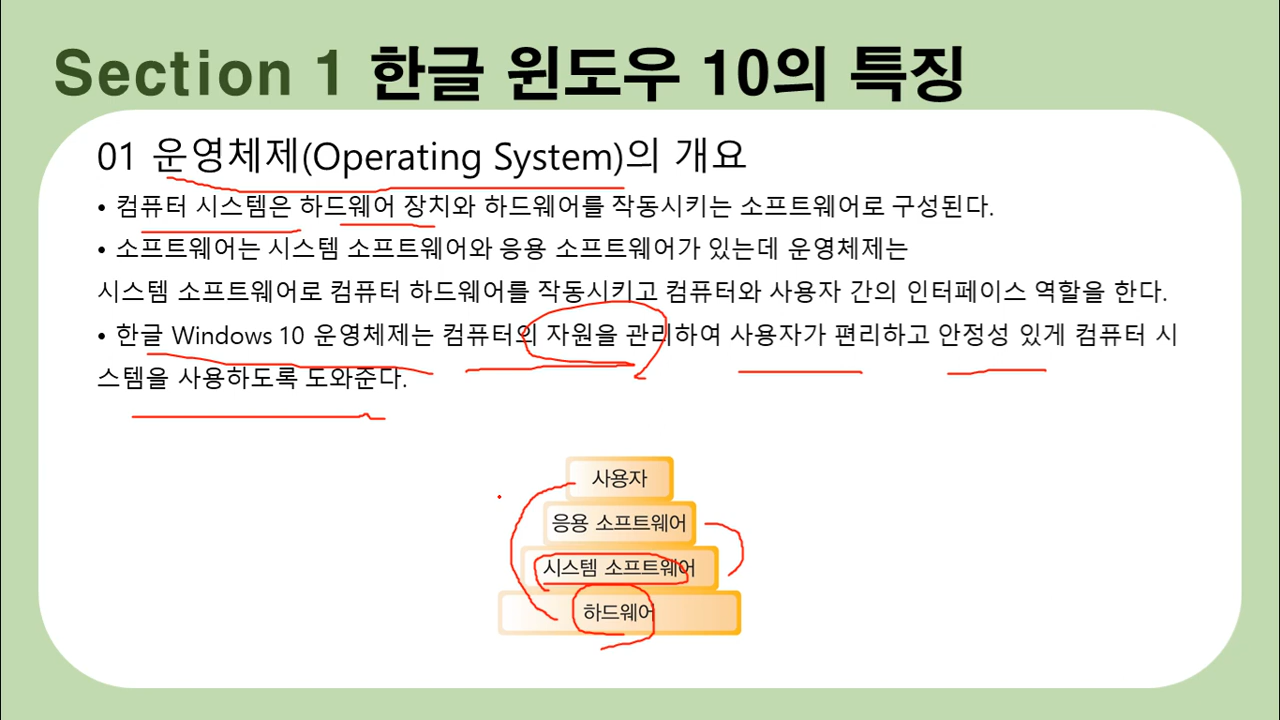 Section 1 한글 윈도우 10의 특징
01 운영체제(Operating System)의 개요
• 컴퓨터 시스템은 하드웨어 장치와 하드웨어를 작동시키는 소프트웨어로 구성된다.
• 소프트웨어는 시스템 소프트웨어와 응용 소프트웨어가 있는데 운영체제는
시스템 소프트웨어로 컴퓨터 하드웨어를 작동시키고 컴퓨터와 사용자 간의 인터페이스 역할을 한다.
• 한글 Windows 10 운영체제는 컴퓨터의 자원을 관리하여 사용자가 편리하고 안정성 있게 컴퓨터 시
스템을 사용하도록 도와준다.
사용자
응용 소프트웨어
시스템 소프트웨어
하드웨어